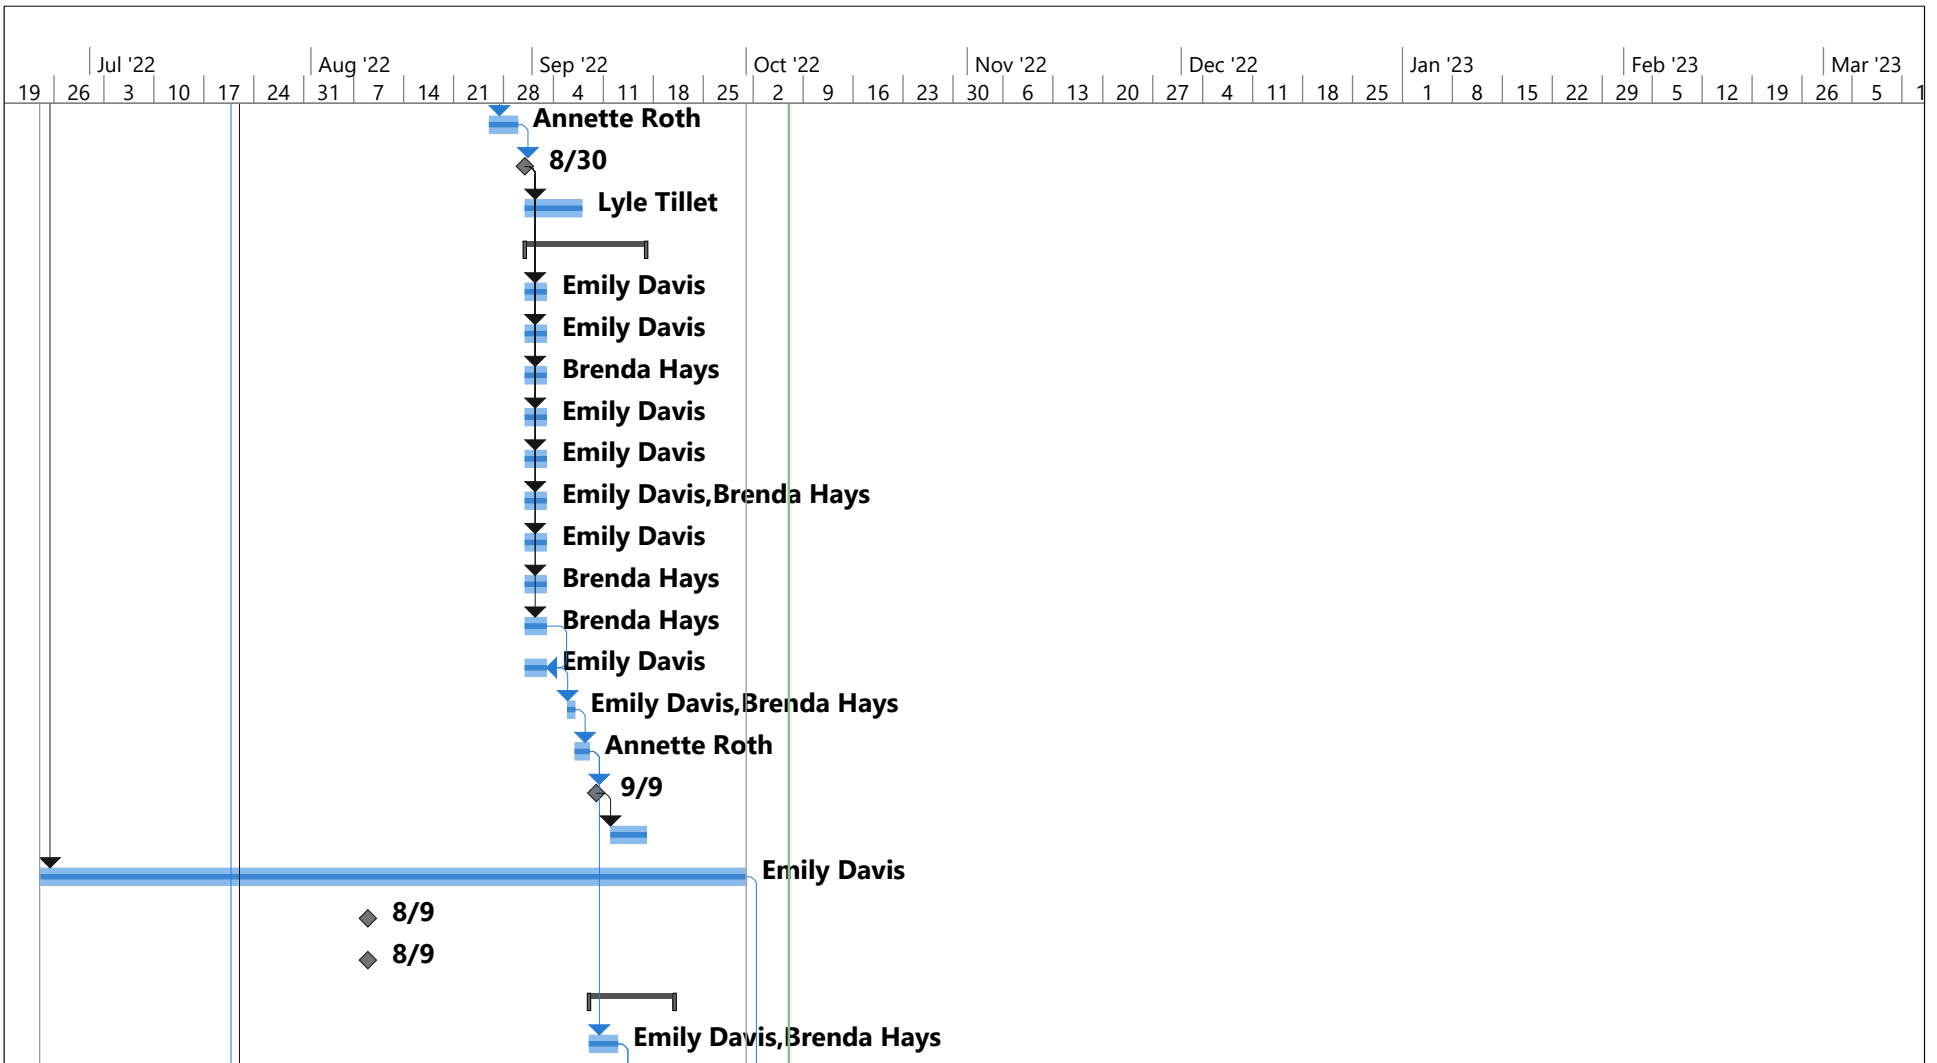 Jul '22 Aug '22 Sep '22 Oct '22 Nov '22 Dec '22 Jan '23 Feb '23 Mar '23
19 26 3 10 17 24 31 7 14 21 28 4 11 18 25 2 9 16 23 30 6 13 20 27 4 11 18 25 1 8 15 22 29 5 12 19 26 5
Annette Roth
8/30
Lyle Tillet
Emily Davis
Emily Davis
Brenda Hays
Emily Davis
Emily Davis
Emily Davis,Brenda Hays
Emily Davis
Brenda Hays
Brenda Hays
Emily Davis
Emily Davis,Brenda Hays
Annette Roth
9/9
Emily Davis
8/9
8/9
Emily Davis,Brenda Hays